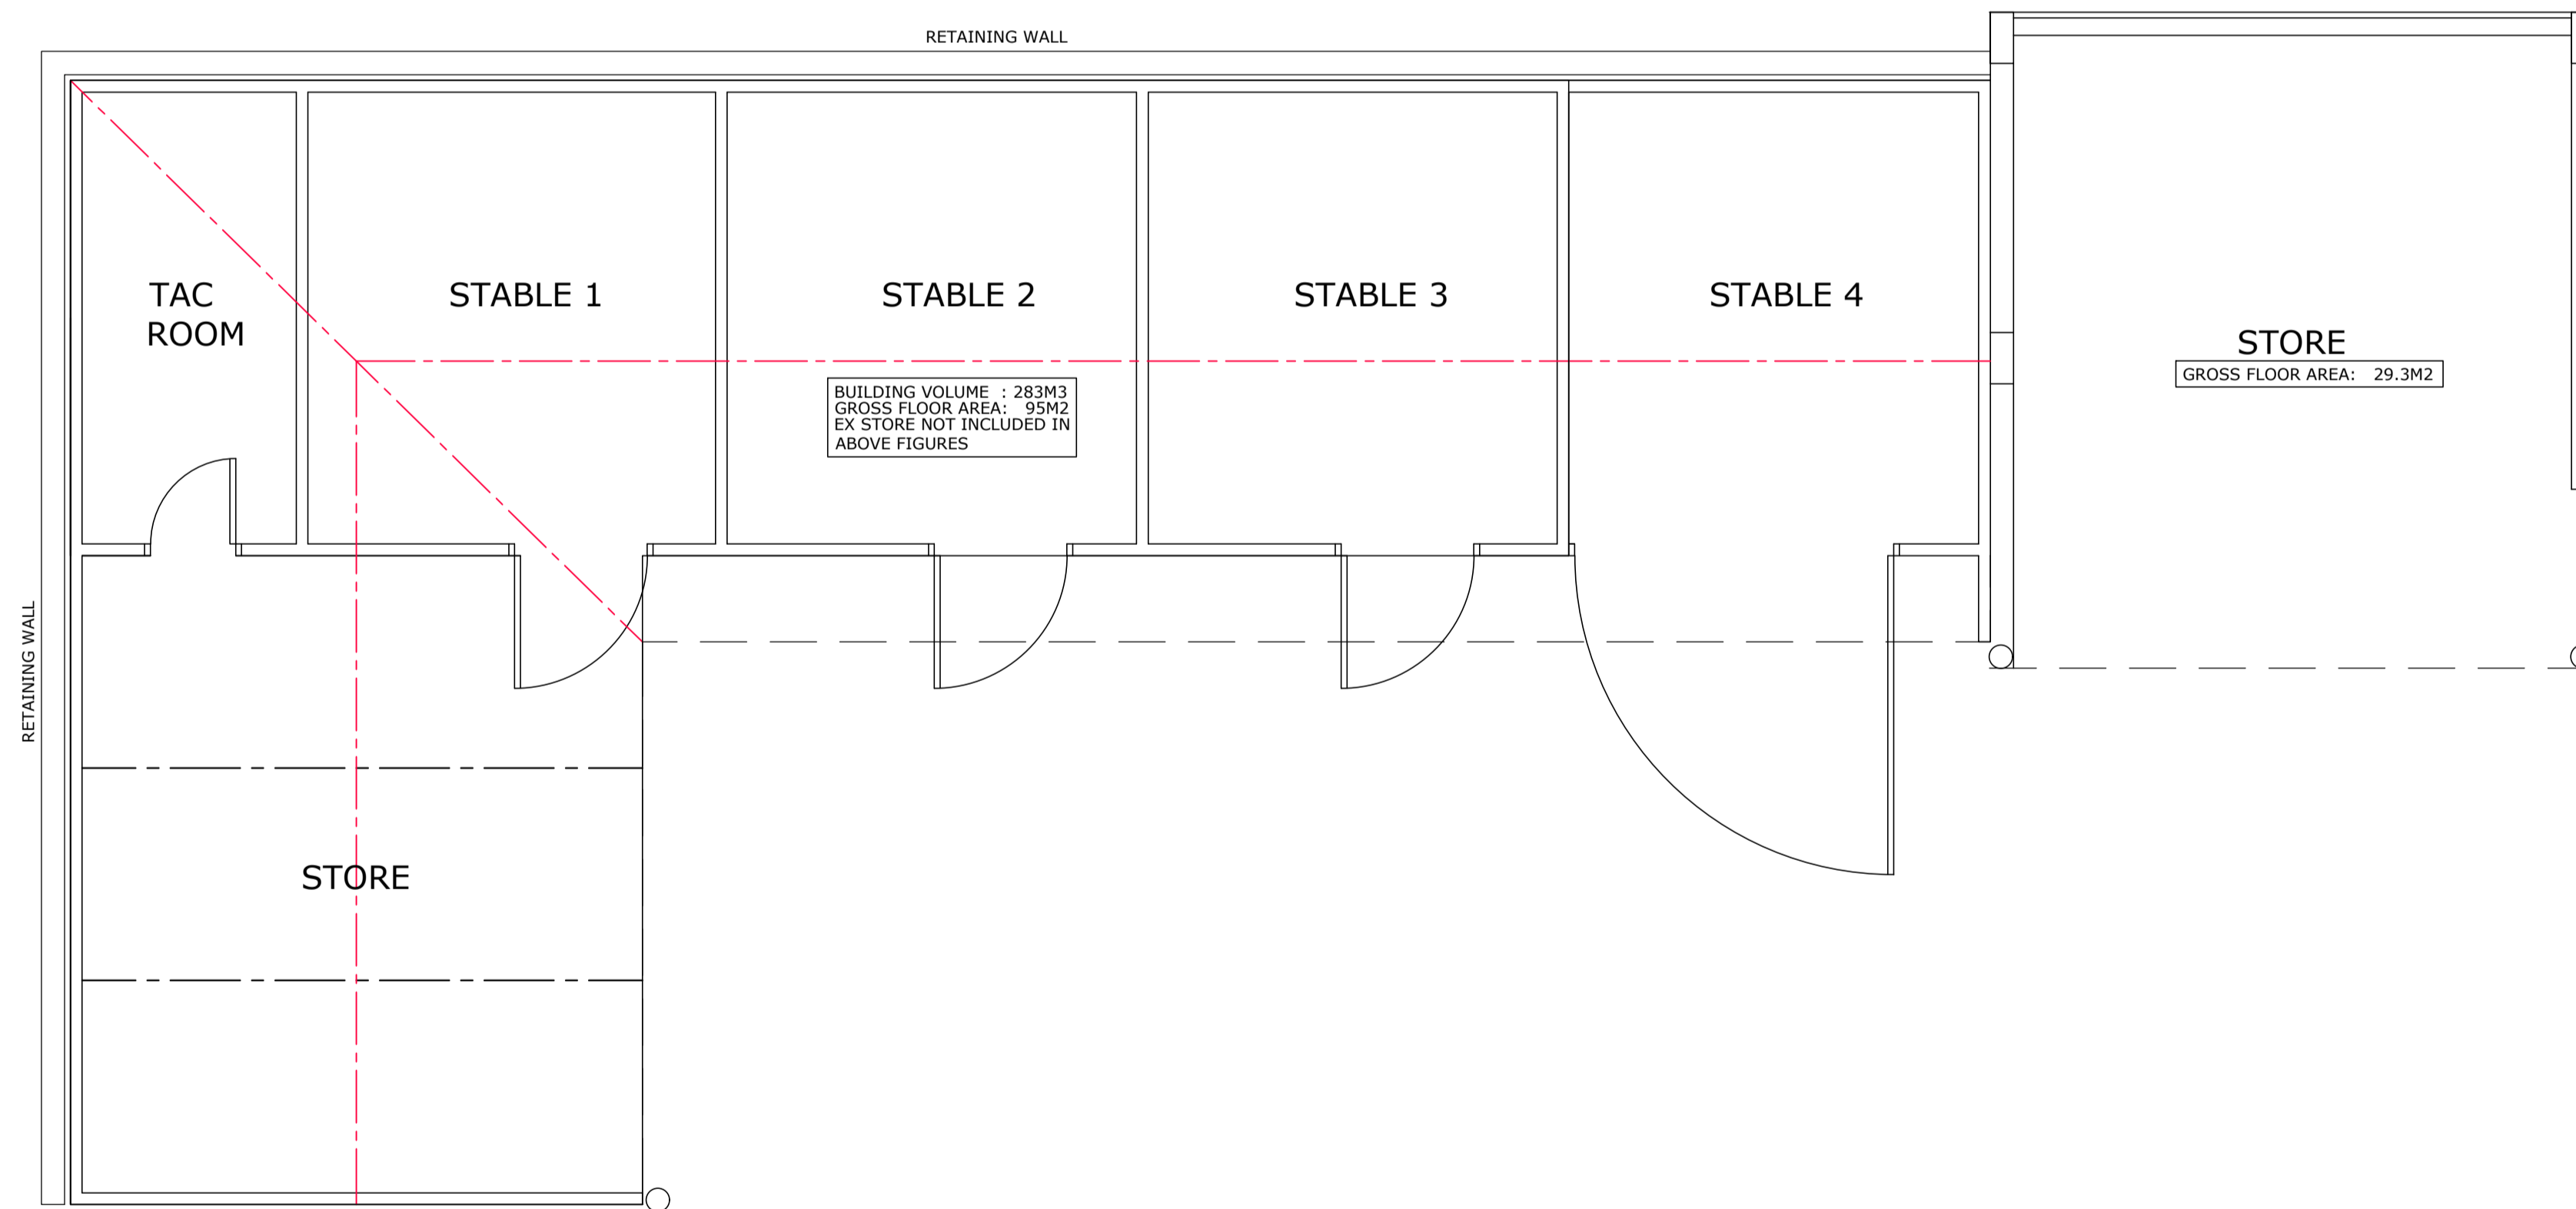 RETAINING WALL
TAC
ROOM
STABLE 1
STABLE 2
STABLE 3
STABLE 4
STORE
GROSS FLOOR AREA: 29.3M2
BUILDING VOLUME : 283M3
GROSS FLOOR AREA: 95M2
EX STORE NOT INCLUDED IN
ABOVE FIGURES
RETAINING WALL
STORE